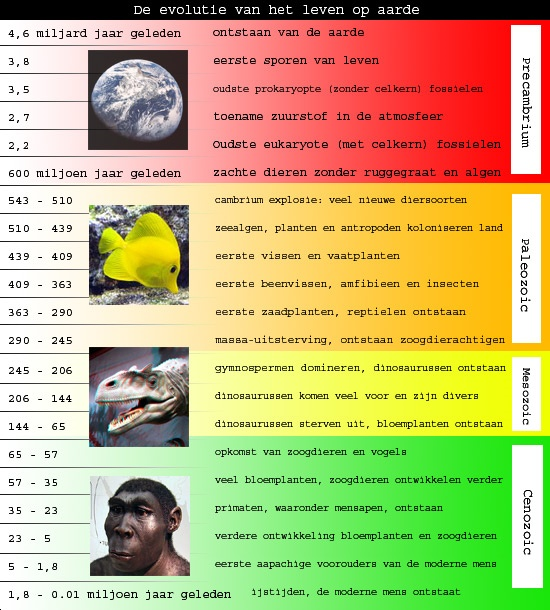 De evolutie van het leven op aarde
4,6 miljard jaar geleden ontstaan van de aarde
3,8 eerste sporen van leven
3,5 oudste prokaryopte (zonder celkern) fossielen
2,7 toename zuurstof in de atmosfeer
2,2 Oudste eukaryote (met celkern) fossielen
600 miljoen jaar geleden zachte dieren zonder ruggegraat en algen
Precambrium
543 - 510 cambrium explosie: veel nieuwe diersoorten
510 - 439 zeealgen, planten en antropoden koloniseren land
439 - 409 eerste vissen en vaatplanten
409 - 363 eerste beenvissen, amfibieen en insecten
363 - 290 eerste zaadplanten, reptielen ontstaan
290 - 245 massa-uitsterving, ontstaan zoogdierachtigen
Paleozoic
245 - 206 gymnospermen domineren, dinosaurussen ontstaan
206 - 144 dinosaurussen komen veel voor en zijn divers
144 - 65 dinosaurussen sterven uit, bloemplanten ontstaan
Mesozoic
65 - 57 opkomst van zoogdieren en vogels
57 - 35 veel bloemplanten, zoogdieren ontwikkelen verder
35 - 23 primaten, waaronder mensapen, ontstaan
23 - 5 verdere ontwikkeling bloemplanten en zoogdieren
5 - 1,8 eerste aapachige voorouders van de moderne mens
1,8 - 0.01 miljoen jaar geleden ijstijden, de moderne mens ontstaat
Cenozoic